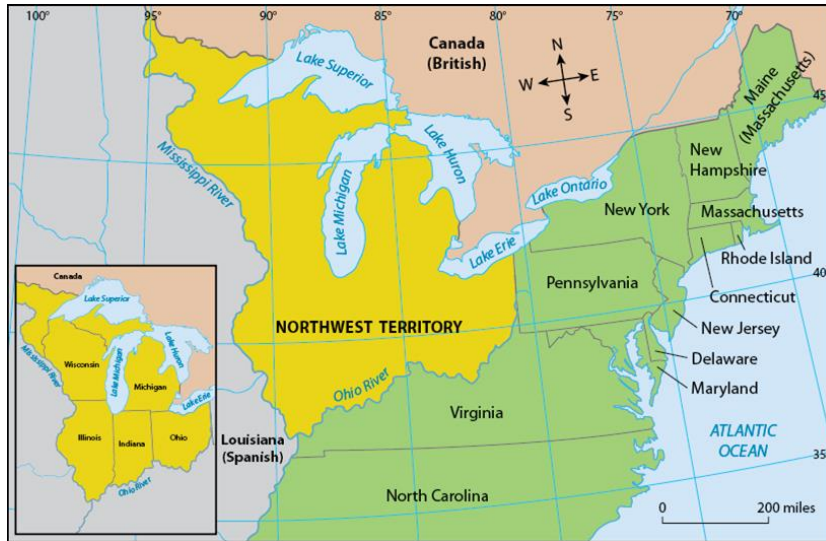 100°
95°
90°
85°
80°
75°
70°
45°
40°
35°
Canada
(British)
N
W
E
S
Lake Superior
Maine
(Massachusetts)
Mississippi River
Lake Michigan
Lake Huron
Lake Ontario
Lake Erie
New
Hampshire
New York
Massachusetts
Rhode Island
Connecticut
Pennsylvania
New Jersey
Delaware
Maryland
NORTHWEST TERRITORY
Ohio River
Virginia
Louisiana
(Spanish)
North Carolina
ATLANTIC
OCEAN
0
200 miles
Canada
Lake Superior
Mississippi River
Wisconsin
Lake Michigan
Lake Huron
Michigan
Lake Erie
Illinois
Indiana
Ohio
Ohio River